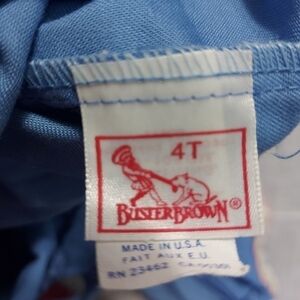 4T
BUSTER BROWN®
MADE IN U.S.A.
FAIT AUX E.U.
RN 23462